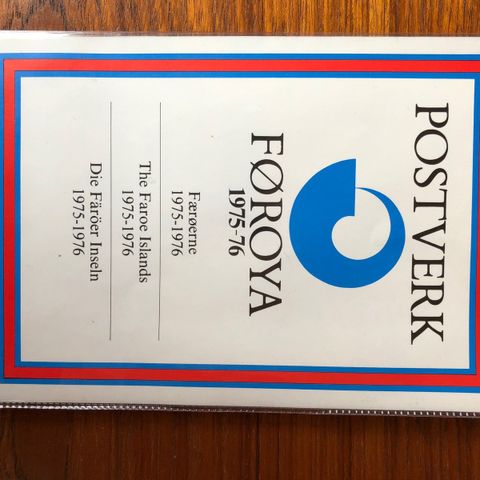 POSTVERK
FØROYA
1975-76
Færøerne
1975-1976
The Faroe Islands
1975-1976
Die Färöer Inseln
1975-1976